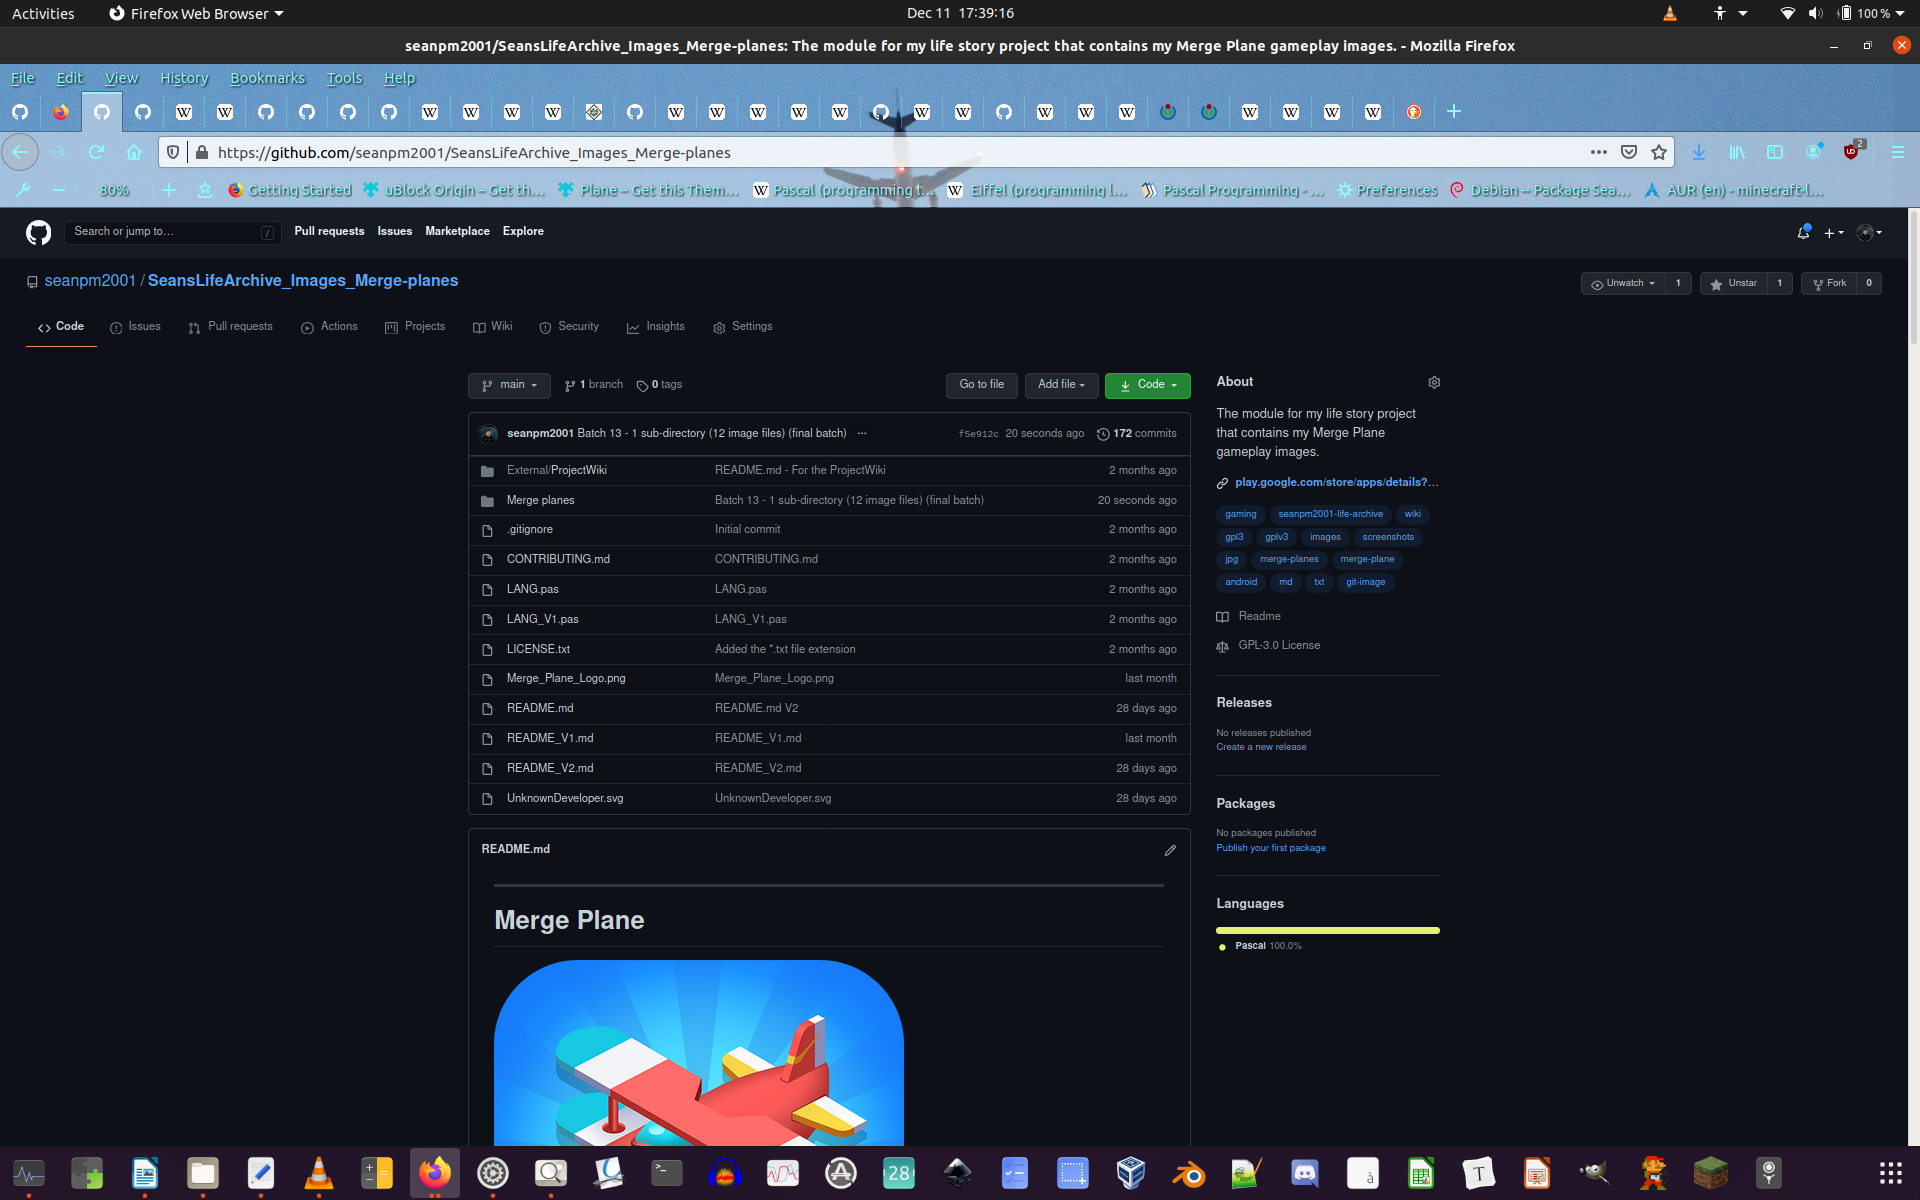 Activities
Firefox Web Browser
Dec 11 17:39:16
100 %
seanpm2001/SeansLifeArchive_Images_Merge-planes: The module for my life story project that contains my Merge Plane gameplay images. - Mozilla Firefox
File Edit View History Bookmarks Tools Help
https://github.com/seanpm2001/SeansLifeArchive_Images_Merge-planes
2
80%
Getting Started
uBlock Origin – Get th…
Plane – Get this Them…
Pascal (programming l…
Eiffel (programming l…
Pascal Programming - …
Preferences
Debian -- Package Sea…
AUR (en) - minecraft-l…
Search or jump to…
/
Pull requests
Issues
Marketplace
Explore
seanpm2001 / SeansLifeArchive_Images_Merge-planes
Unwatch 1
Unstar 1
Fork 0
Code
Issues
Pull requests
Actions
Projects
Wiki
Security
Insights
Settings
main
1 branch
0 tags
Go to file
Add file
Code
seanpm2001 Batch 13 - 1 sub-directory (12 image files) (final batch) …
f5e912c 20 seconds ago 172 commits
External/ProjectWiki README.md - For the ProjectWiki 2 months ago
Merge planes Batch 13 - 1 sub-directory (12 image files) (final batch) 20 seconds ago
.gitignore Initial commit 2 months ago
CONTRIBUTING.md CONTRIBUTING.md 2 months ago
LANG.pas LANG.pas 2 months ago
LANG_V1.pas LANG_V1.pas 2 months ago
LICENSE.txt Added the *.txt file extension 2 months ago
Merge_Plane_Logo.png Merge_Plane_Logo.png last month
README.md README.md V2 28 days ago
README_V1.md README_V1.md last month
README_V2.md README_V2.md 28 days ago
UnknownDeveloper.svg UnknownDeveloper.svg 28 days ago
README.md
Merge Plane
About
The module for my life story project
that contains my Merge Plane
gameplay images.
play.google.com/store/apps/details?…
gaming seanpm2001-life-archive wiki
gpl3 gplv3 images screenshots
jpg merge-planes merge-plane
android md txt git-image
Readme
GPL-3.0 License
Releases
No releases published
Create a new release
Packages
No packages published
Publish your first package
Languages
Pascal 100.0%
28